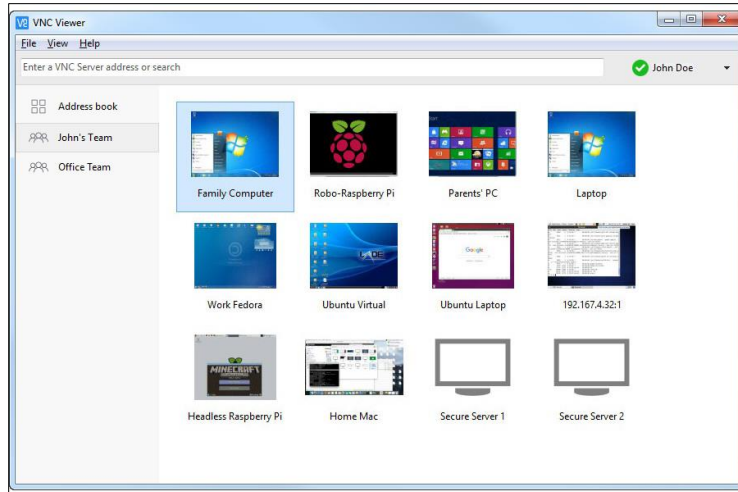 VNC Viewer
File View Help
Enter a VNC Server address or search
John Doe
Address book
John's Team
Office Team
Family Computer
Robo-Raspberry Pi
Parents' PC
Laptop
Work Fedora
Ubuntu Virtual
Ubuntu Laptop
192.167.4.32:1
Google
MINECRAFT
Headless Raspberry Pi
Home Mac
Secure Server 1
Secure Server 2